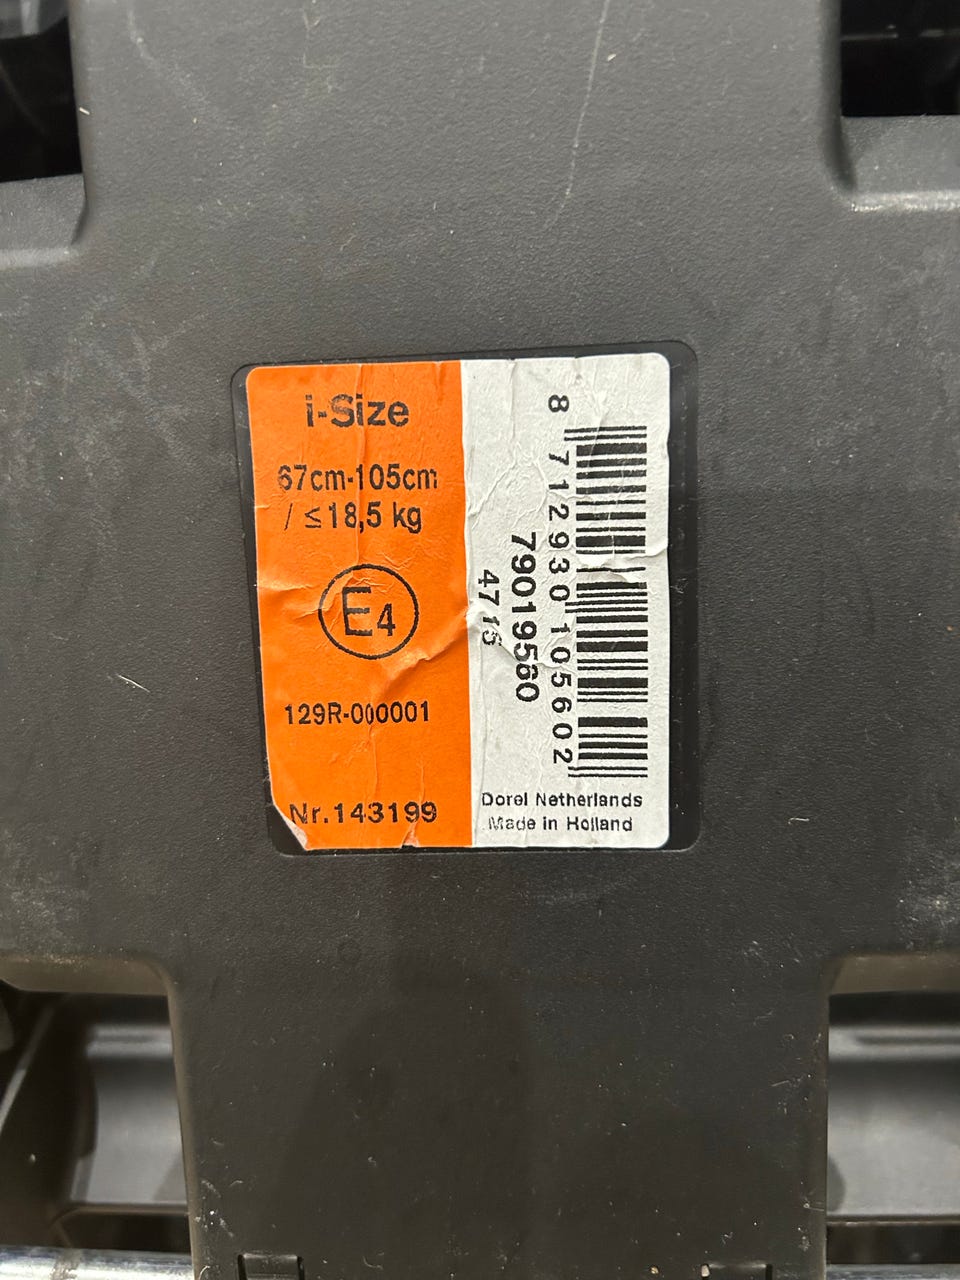 i-Size
67cm-105cm
/ ≤18,5 kg
E4
129R-000001
Nr.143199
8 712930 105602
79019560
4715
Dorel Netherlands
Made in Holland